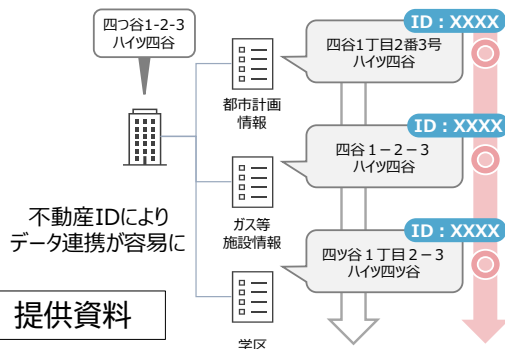 四つ谷1-2-3
ハイツ四谷
都市計画
情報
四谷1丁目2番3号
ハイツ四谷
ID：XXXX
ガス等
施設情報
四谷１−２−３
ハイツ四谷
ID：XXXX
不動産IDにより
データ連携が容易に
学区
四ツ谷１丁目２−３
ハイツ四ツ谷
ID：XXXX
提供資料